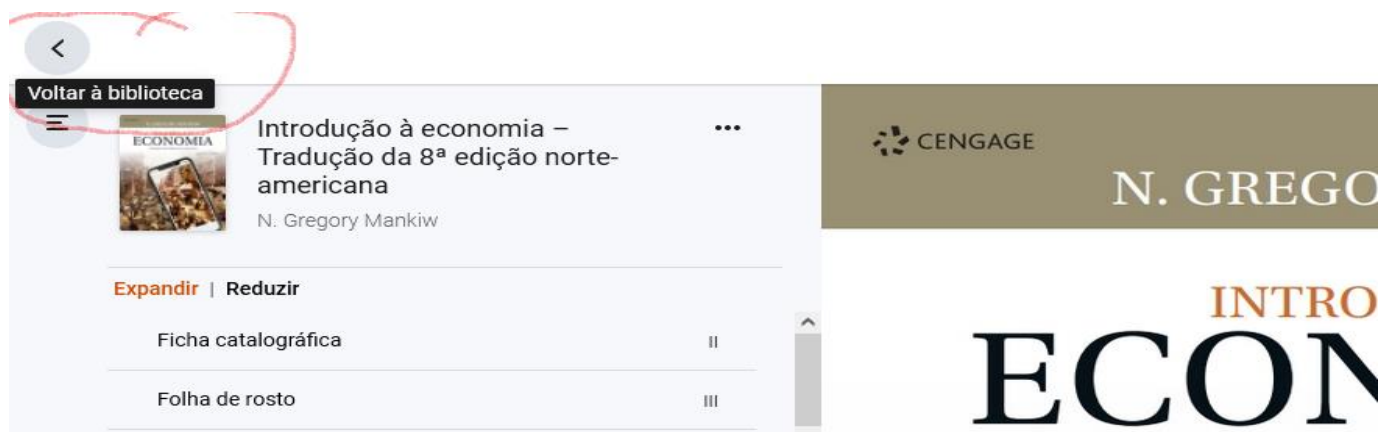 Voltar à biblioteca
ECONOMIA
Introdução à economia –
Tradução da 8ª edição norte-
americana
N. Gregory Mankiw
Expandir | Reduzir
Ficha catalográfica II
Folha de rosto III
CENGAGE
N. GREGO
INTRO
ECON